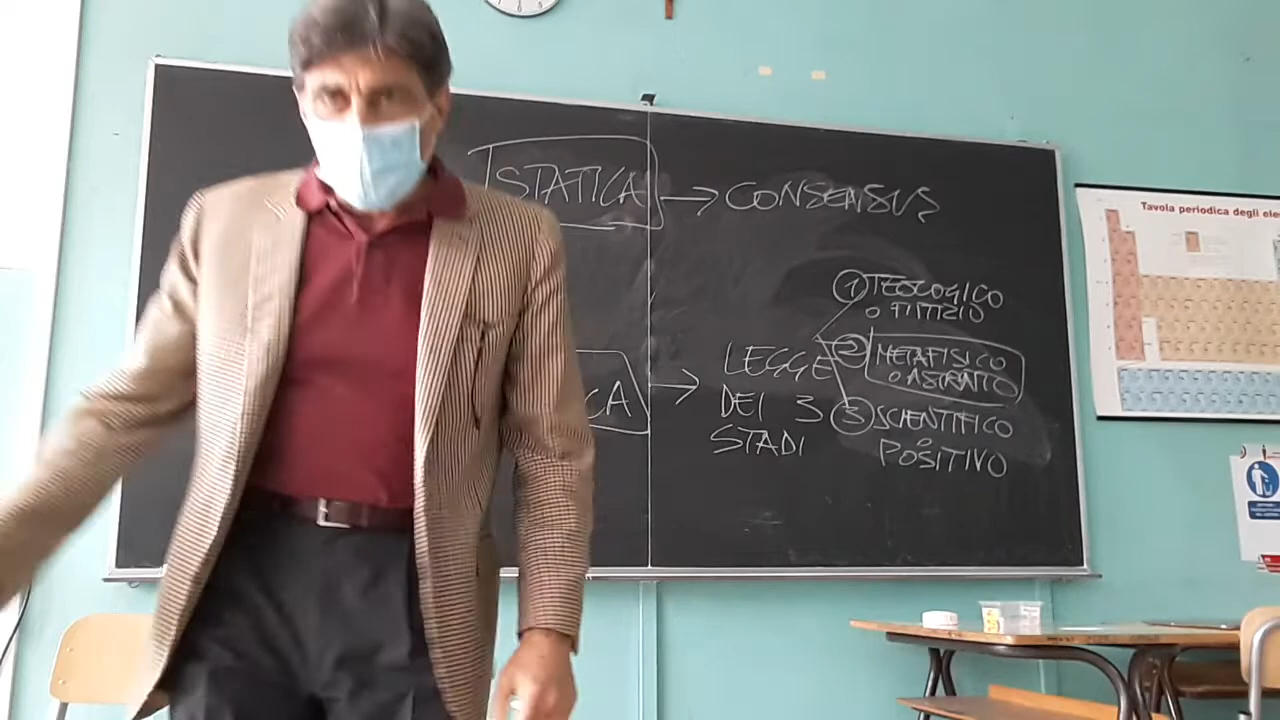 STATICA → CONSENSUS
① TEOLOGICO
O FITTIZIO
LEGGE
② METAFISICO
O ASTRATTO
CA →
DEI 3
③ SCIENTIFICO
O
STADI
POSITIVO
Tavola periodica degli ele